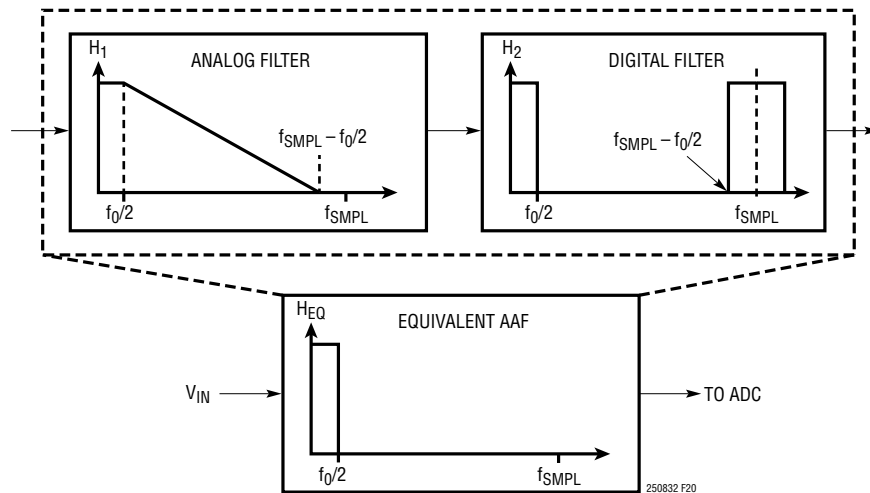 H1
ANALOG FILTER
fSMPL – f0/2
f0/2
fSMPL
H2
DIGITAL FILTER
fSMPL – f0/2
f0/2
fSMPL
HEQ
EQUIVALENT AAF
VIN
TO ADC
f0/2
fSMPL
250832 F20